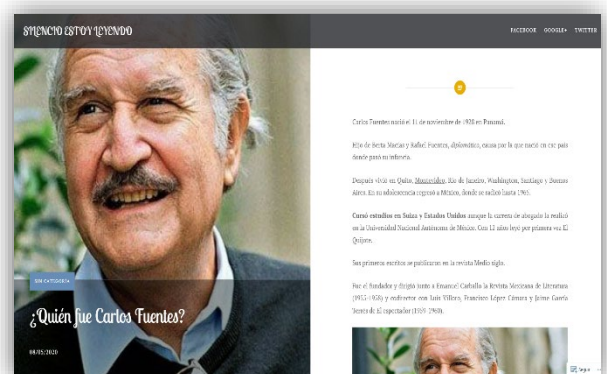 SILENCIO ESTOY LEYENDO
FACEBOOK GOOGLE+ TWITTER
SIN CATEGORÍA
¿Quién fue Carlos Fuentes?
08/05/2020
Carlos Fuentes nació el 11 de noviembre de 1928 en Panamá.
Hijo de Berta Macías y Rafael Fuentes, diplomático, causa por la que nació en ese país
donde pasó su infancia.
Después vivió en Quito, Montevideo, Rio de Janeiro, Washington, Santiago y Buenos
Aires. En su adolescencia regresó a México, donde se radicó hasta 1965.
Cursó estudios en Suiza y Estados Unidos aunque la carrera de abogado la realizó
en la Universidad Nacional Autónoma de México. Con 12 años leyó por primera vez El
Quijote.
Sus primeros escritos se publicaron en la revista Medio siglo.
Fue el fundador y dirigió junto a Emanuel Carballo la Revista Mexicana de Literatura
(1955-1958) y codirector con Luis Villoro, Francisco López Cámara y Jaime García
Terrés de El espectador (1959-1960).
Seguir